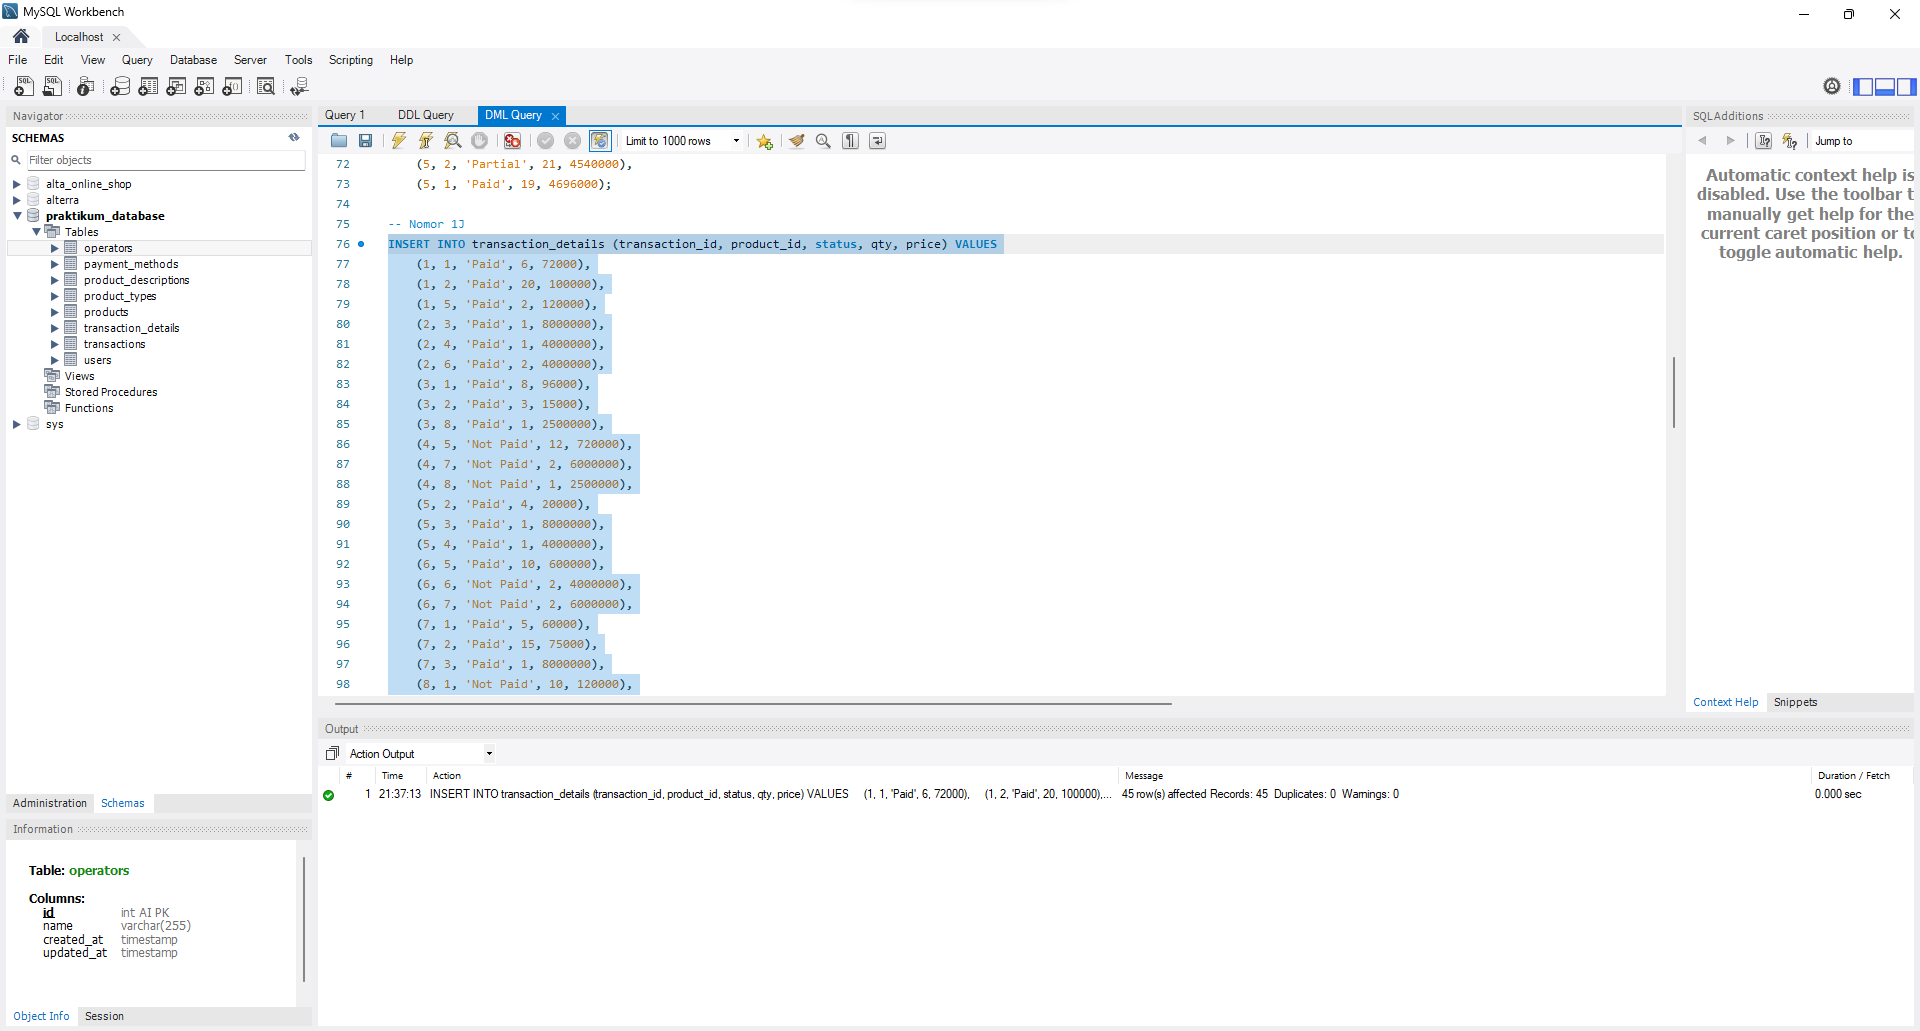 MySQL Workbench
Localhost
File Edit View Query Database Server Tools Scripting Help
Navigator
SCHEMAS
Filter objects
alta_online_shop
alterra
praktikum_database
Tables
operators
payment_methods
product_descriptions
product_types
products
transaction_details
transactions
users
Views
Stored Procedures
Functions
sys
Administration Schemas
Information
Table: operators
Columns:
id int AI PK
name varchar(255)
created_at timestamp
updated_at timestamp
Object Info Session
Query 1 DDL Query DML Query
Limit to 1000 rows
72 (5, 2, 'Partial', 21, 4540000),
73 (5, 1, 'Paid', 19, 4696000);
74
75 -- Nomor 1J
76 INSERT INTO transaction_details (transaction_id, product_id, status, qty, price) VALUES
77 (1, 1, 'Paid', 6, 72000),
78 (1, 2, 'Paid', 20, 100000),
79 (1, 5, 'Paid', 2, 120000),
80 (2, 3, 'Paid', 1, 8000000),
81 (2, 4, 'Paid', 1, 4000000),
82 (2, 6, 'Paid', 2, 4000000),
83 (3, 1, 'Paid', 8, 96000),
84 (3, 2, 'Paid', 3, 15000),
85 (3, 8, 'Paid', 1, 2500000),
86 (4, 5, 'Not Paid', 12, 720000),
87 (4, 7, 'Not Paid', 2, 6000000),
88 (4, 8, 'Not Paid', 1, 2500000),
89 (5, 2, 'Paid', 4, 20000),
90 (5, 3, 'Paid', 1, 8000000),
91 (5, 4, 'Paid', 1, 4000000),
92 (6, 5, 'Paid', 10, 600000),
93 (6, 6, 'Not Paid', 2, 4000000),
94 (6, 7, 'Not Paid', 2, 6000000),
95 (7, 1, 'Paid', 5, 60000),
96 (7, 2, 'Paid', 15, 75000),
97 (7, 3, 'Paid', 1, 8000000),
98 (8, 1, 'Not Paid', 10, 120000),
SQLAdditions
Jump to
Automatic context help is
disabled. Use the toolbar t
manually get help for the
current caret position or to
toggle automatic help.
Context Help Snippets
Output
Action Output
# Time Action Message Duration / Fetch
1 21:37:13 INSERT INTO transaction_details (transaction_id, product_id, status, qty, price) VALUES (1, 1, 'Paid', 6, 72000), (1, 2, 'Paid', 20, 100000),... 45 row(s) affected Records: 45 Duplicates: 0 Warnings: 0 0.000 sec